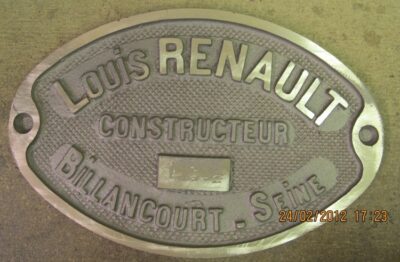 Louis RENAULT
CONSTRUCTEUR
BILLANCOURT - SEINE
24/02/2012 17:23